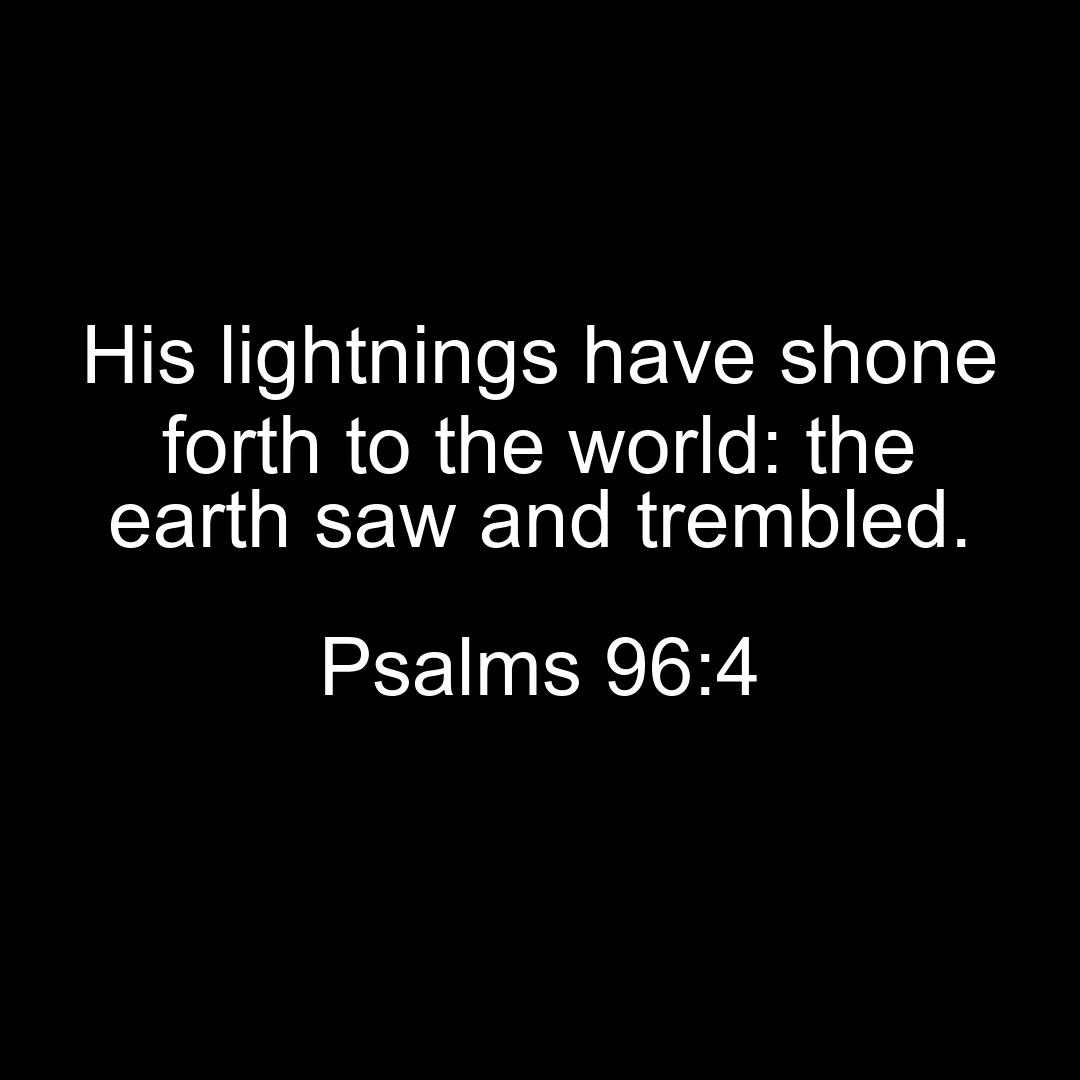 His lightnings have shone
forth to the world: the
earth saw and trembled.
Psalms 96:4